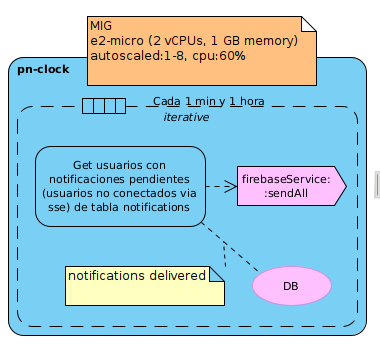 MIG
e2-micro (2 vCPUs, 1 GB memory)
autoscaled:1-8, cpu:60%
pn-clock
Cada 1 min y 1 hora
iterative
Get usuarios con
notificaciones pendientes
(usuarios no conectados via
sse) de tabla notifications
firebaseService:
:sendAll
notifications delivered
DB